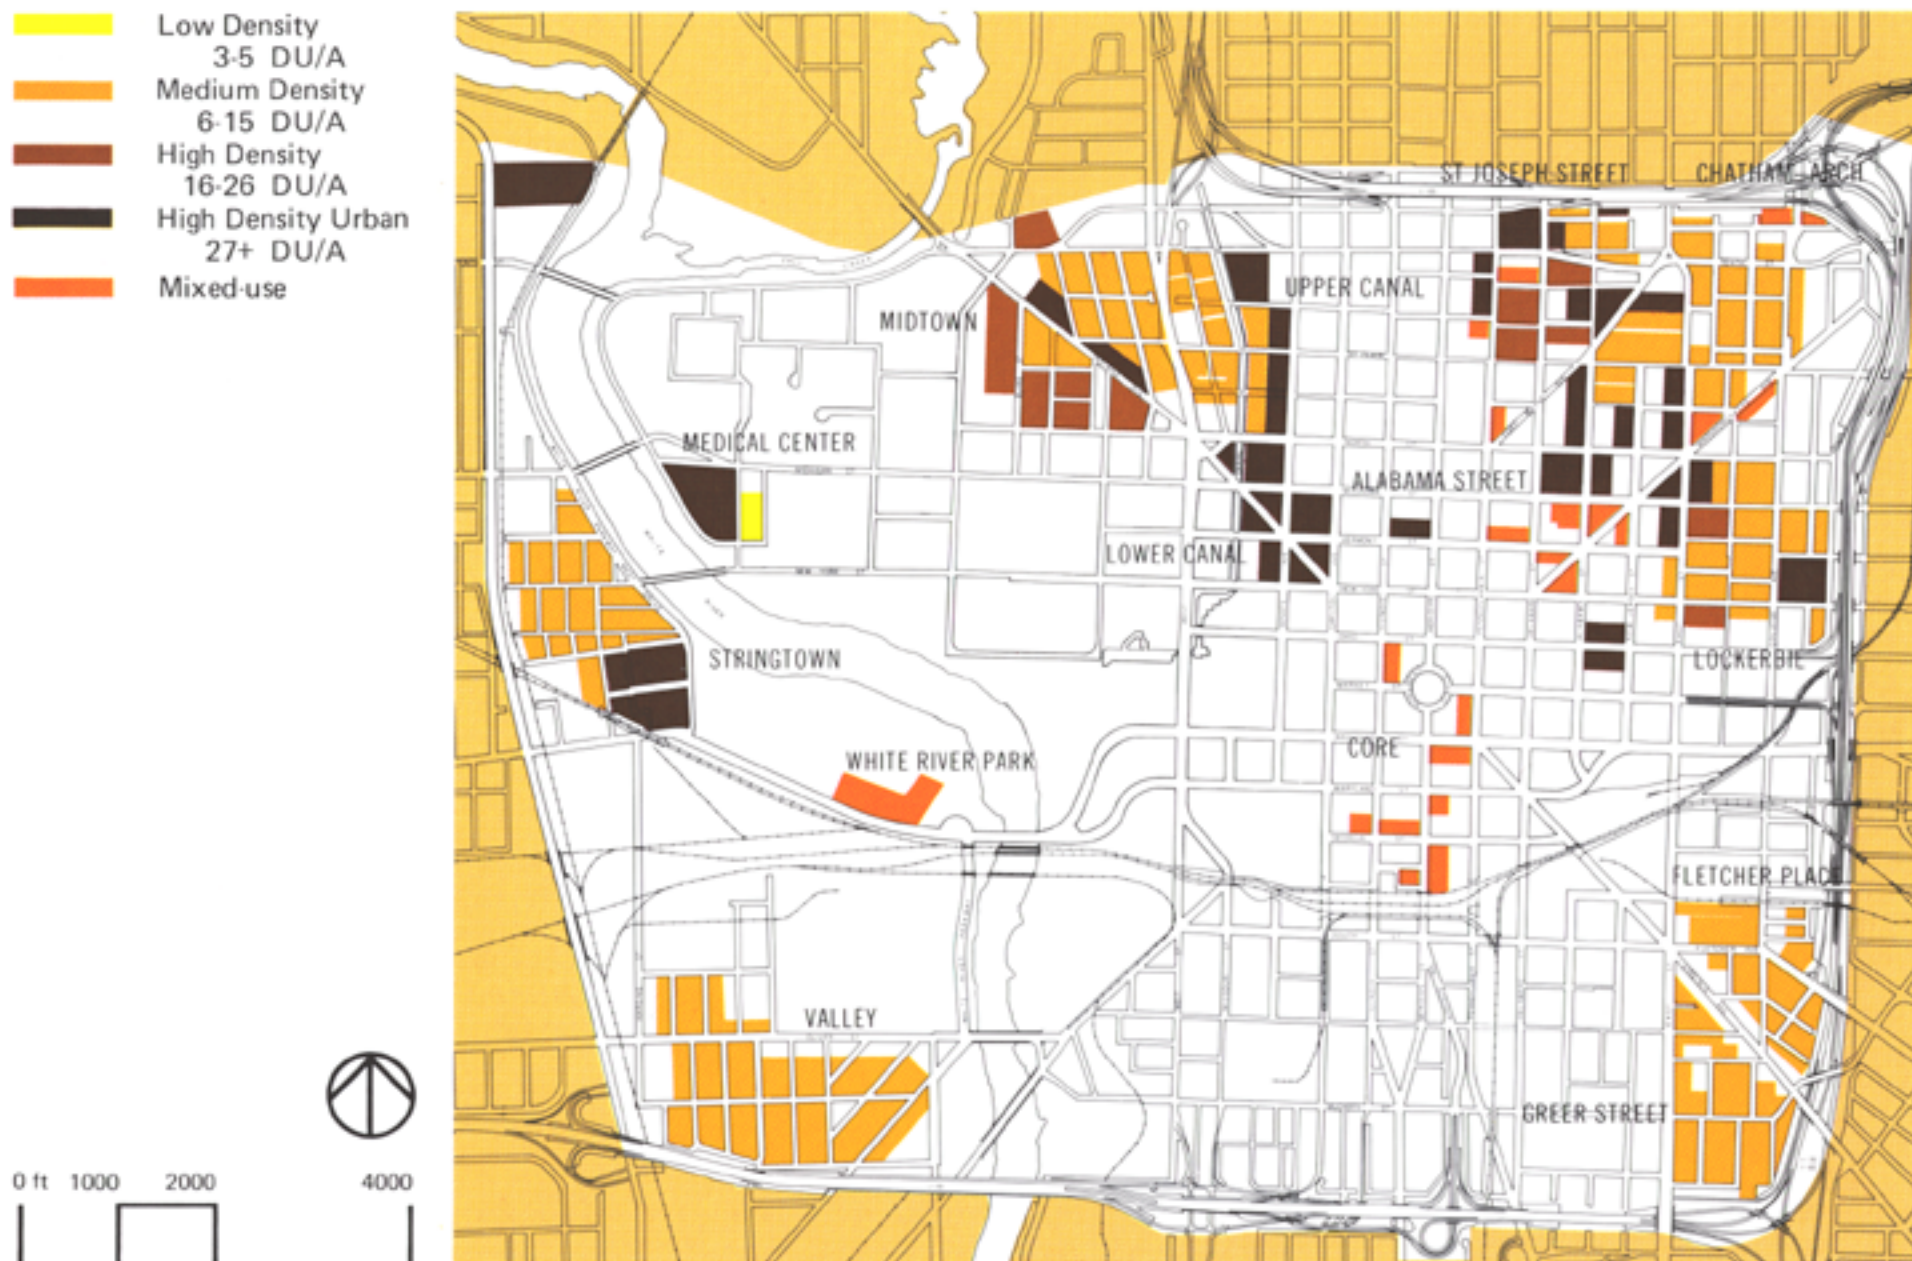 Low Density
3-5 DU/A
Medium Density
6-15 DU/A
High Density
16-26 DU/A
High Density Urban
27+ DU/A
Mixed-use
ST JOSEPH STREET
CHATHAM ARCH
UPPER CANAL
MIDTOWN
MEDICAL CENTER
ALABAMA STREET
LOWER CANAL
STRINGTOWN
LOCKERBIE
CORE
WHITE RIVER PARK
FLETCHER PLACE
VALLEY
GREER STREET
0 ft 1000 2000 4000